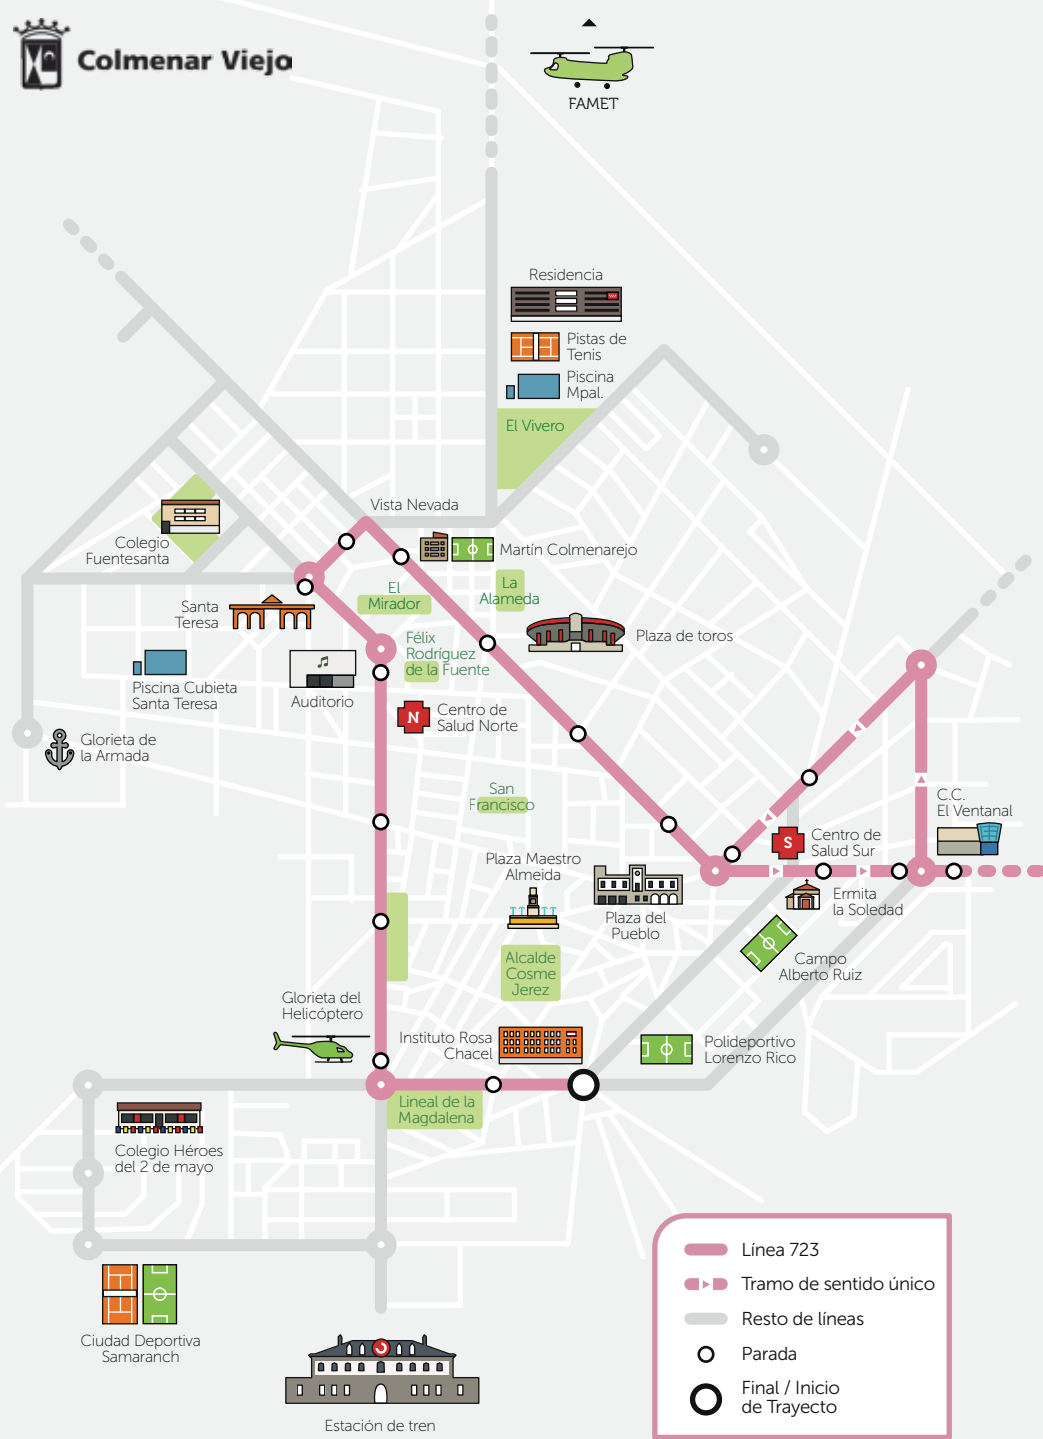 Colmenar Viejo
FAMET
Residencia
Pistas de
Tenis
Piscina
Mpal.
El Vivero
Vista Nevada
Martín Colmenarejo
Colegio
Fuentesanta
El
Mirador
La
Alameda
Santa
Teresa
Plaza de toros
Félix
Rodríguez
de la Fuente
Piscina Cubieta
Santa Teresa
Auditorio
N
Centro de
Salud Norte
Glorieta de
la Armada
San
Francisco
C.C.
El Ventanal
S
Centro de
Salud Sur
Plaza Maestro
Almeida
Plaza del
Pueblo
Ermita
la Soledad
Alcalde
Cosme
Jerez
Campo
Alberto Ruiz
Glorieta del
Helicóptero
Instituto Rosa
Chacel
Polideportivo
Lorenzo Rico
Lineal de la
Magdalena
Colegio Héroes
del 2 de mayo
Ciudad Deportiva
Samaranch
Estación de tren
Línea 723
Tramo de sentido único
Resto de líneas
Parada
Final / Inicio
de Trayecto